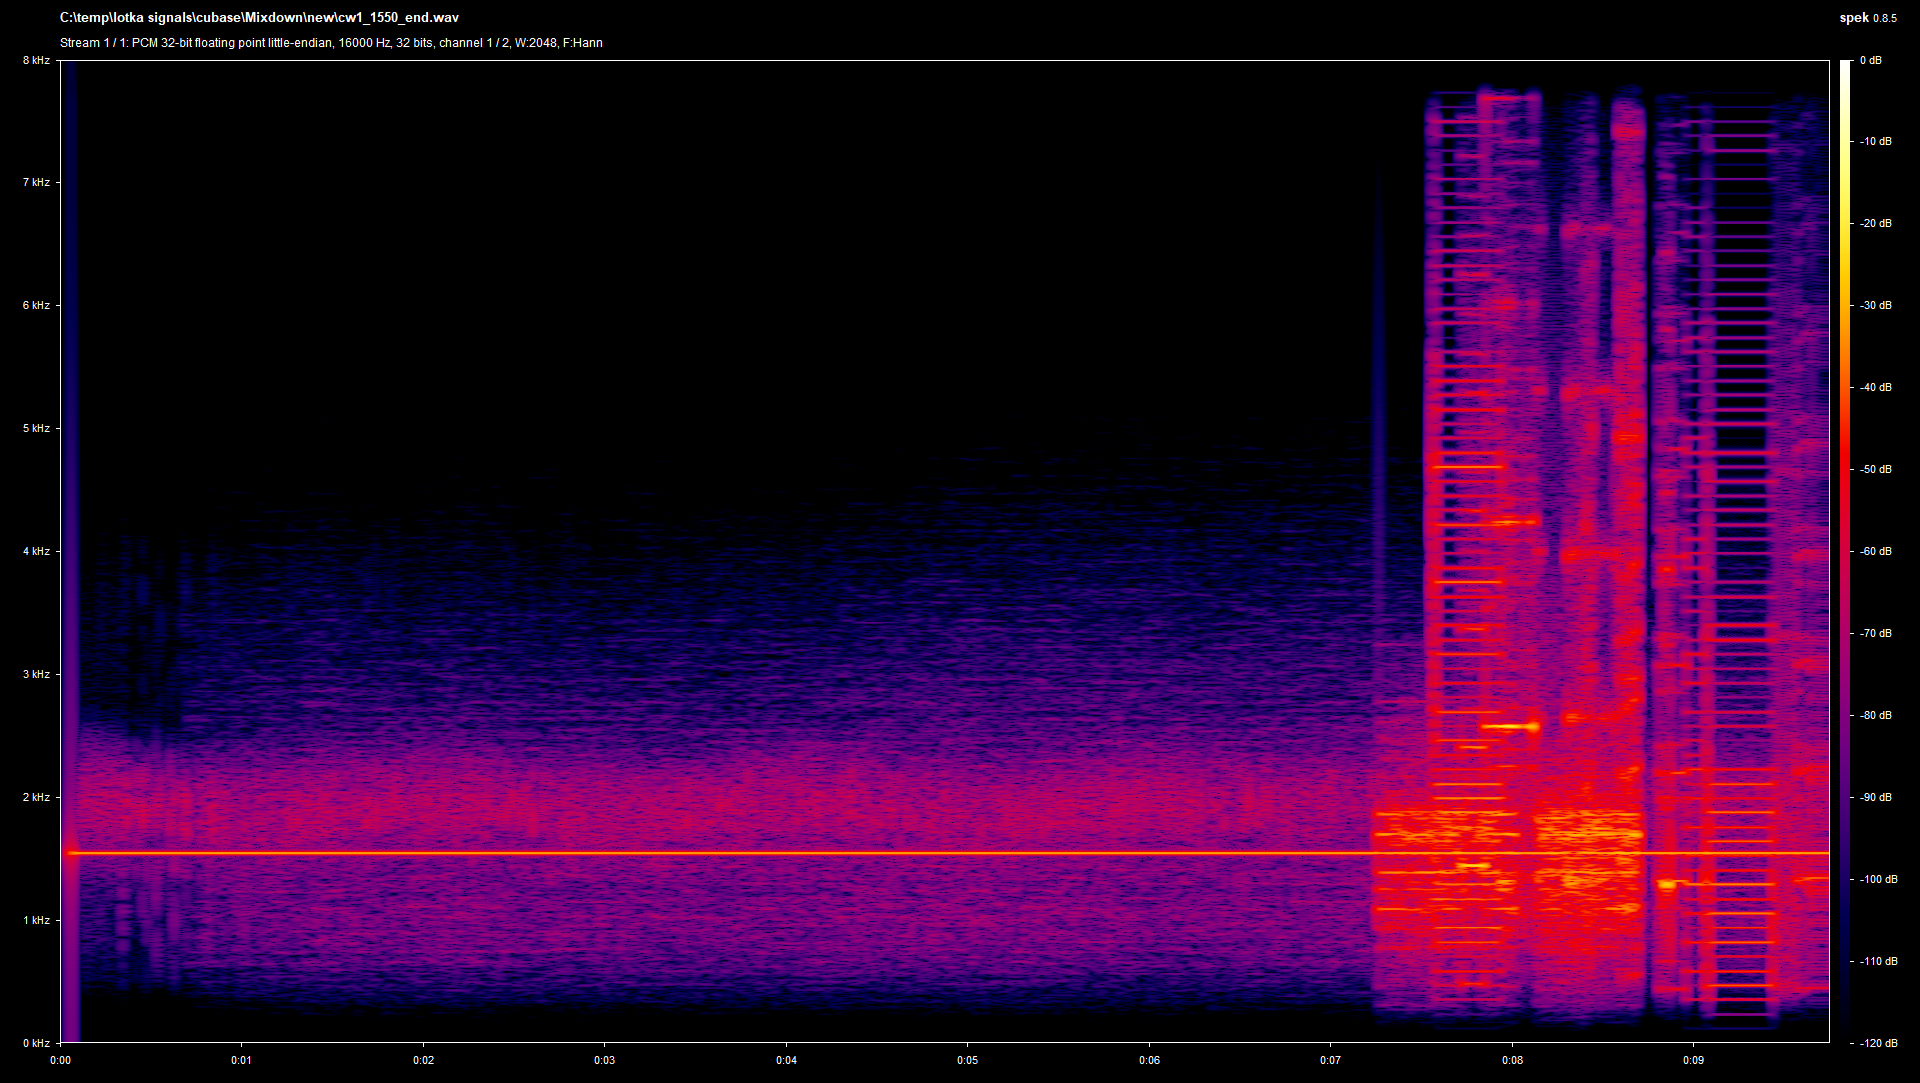 C:\temp\lotka signals\cubase\Mixdown\new\cw1_1550_end.wav
spek 0.8.5
Stream 1 / 1: PCM 32-bit floating point little-endian, 16000 Hz, 32 bits, channel 1 / 2, W:2048, F:Hann
8 kHz
7 kHz
6 kHz
5 kHz
4 kHz
3 kHz
2 kHz
1 kHz
0 kHz
0:00
0:01
0:02
0:03
0:04
0:05
0:06
0:07
0:08
0:09
0 dB
-10 dB
-20 dB
-30 dB
-40 dB
-50 dB
-60 dB
-70 dB
-80 dB
-90 dB
-100 dB
-110 dB
-120 dB